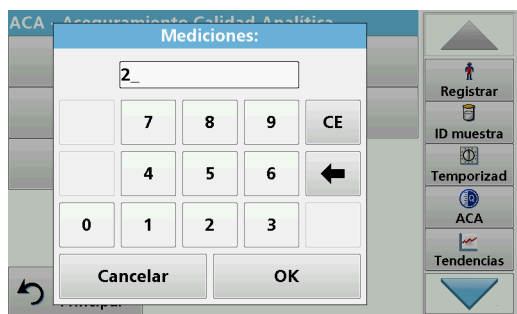 ACA - Aseguramiento Calidad Analítica
Mediciones:
2_
7 8 9 CE
4 5 6
0 1 2 3
Cancelar OK
Principal
Registrar
ID muestra
Temporizad
ACA
Tendencias